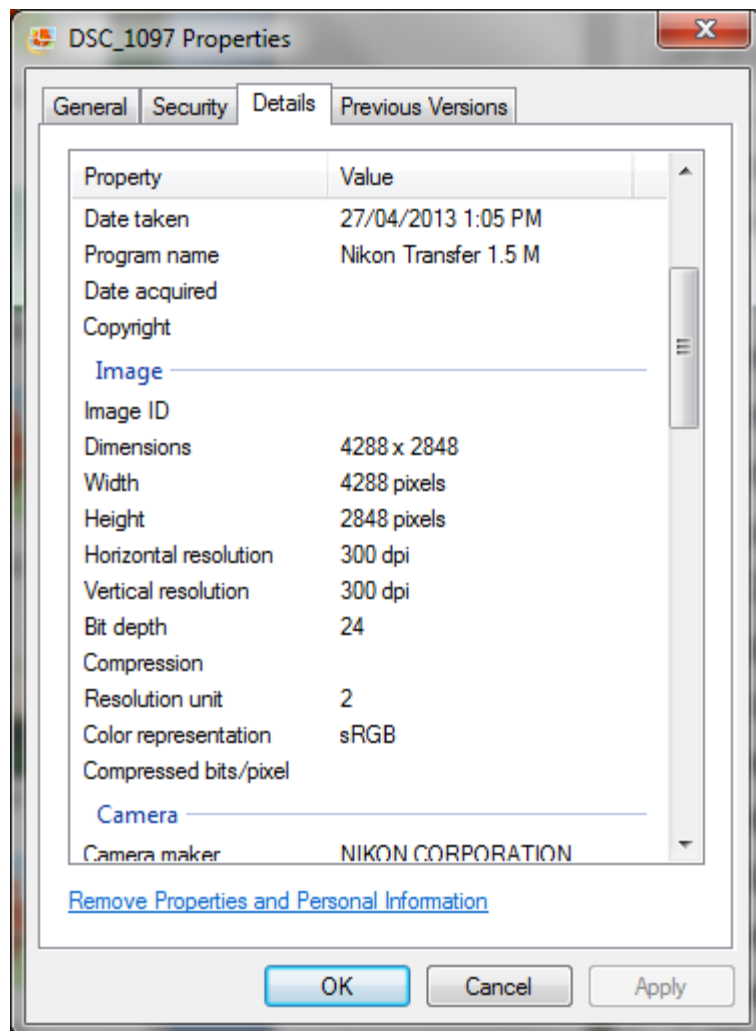 DSC_1097 Properties
General Security Details Previous Versions
Property Value
Date taken 27/04/2013 1:05 PM
Program name Nikon Transfer 1.5 M
Date acquired
Copyright
Image
Image ID
Dimensions 4288 x 2848
Width 4288 pixels
Height 2848 pixels
Horizontal resolution 300 dpi
Vertical resolution 300 dpi
Bit depth 24
Compression
Resolution unit 2
Color representation sRGB
Compressed bits/pixel
Camera
Camera maker NIKON CORPORATION
Remove Properties and Personal Information
OK Cancel Apply